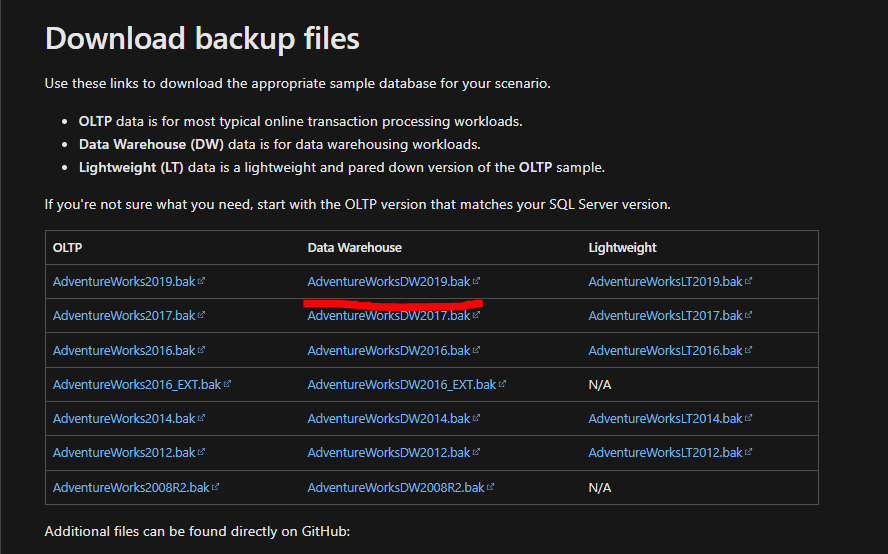 Download backup files
Use these links to download the appropriate sample database for your scenario.
• OLTP data is for most typical online transaction processing workloads.
• Data Warehouse (DW) data is for data warehousing workloads.
• Lightweight (LT) data is a lightweight and pared down version of the OLTP sample.
If you're not sure what you need, start with the OLTP version that matches your SQL Server version.
OLTP Data Warehouse Lightweight
AdventureWorks2019.bak AdventureWorksDW2019.bak AdventureWorksLT2019.bak
AdventureWorks2017.bak AdventureWorksDW2017.bak AdventureWorksLT2017.bak
AdventureWorks2016.bak AdventureWorksDW2016.bak AdventureWorksLT2016.bak
AdventureWorks2016_EXT.bak AdventureWorksDW2016_EXT.bak N/A
AdventureWorks2014.bak AdventureWorksDW2014.bak AdventureWorksLT2014.bak
AdventureWorks2012.bak AdventureWorksDW2012.bak AdventureWorksLT2012.bak
AdventureWorks2008R2.bak AdventureWorksDW2008R2.bak N/A
Additional files can be found directly on GitHub: